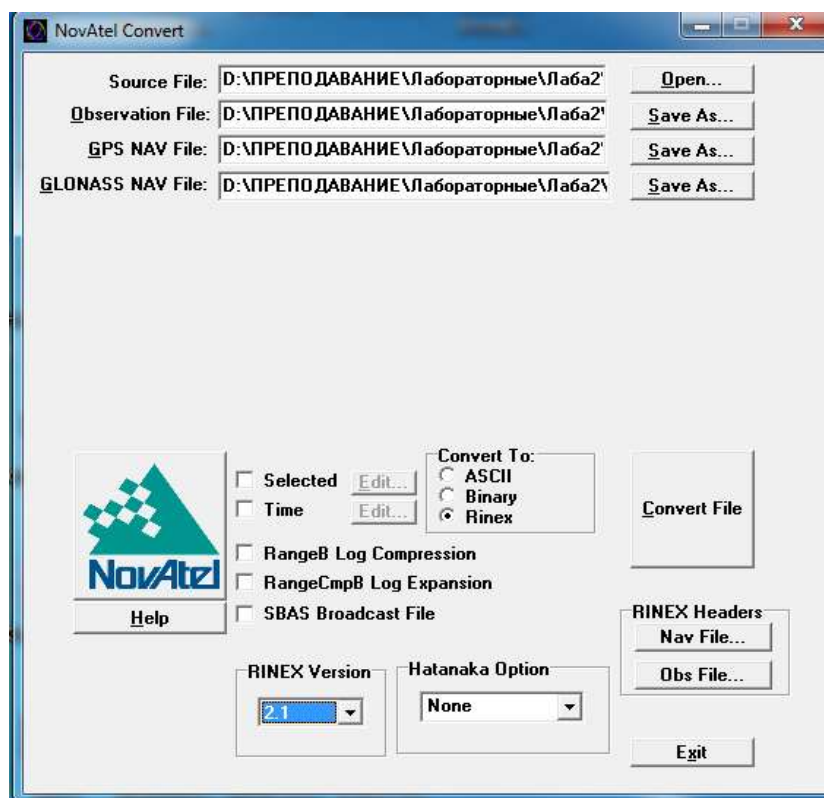 NovAtel Convert
Source File: D:\ПРЕПОДАВАНИЕ\Лабораторные\Лаба2\ Open...
Observation File: D:\ПРЕПОДАВАНИЕ\Лабораторные\Лаба2\ Save As...
GPS NAV File: D:\ПРЕПОДАВАНИЕ\Лабораторные\Лаба2\ Save As...
GLONASS NAV File: D:\ПРЕПОДАВАНИЕ\Лабораторные\Лаба2\ Save As...
Convert To:
Selected Edit... ASCII
Time Edit... Binary
Rinex
Convert File
RangeB Log Compression
NovAtel
RangeCmpB Log Expansion
Help
SBAS Broadcast File
RINEX Headers
Nav File...
Obs File...
RINEX Version
2.1
Hatanaka Option
None
Exit